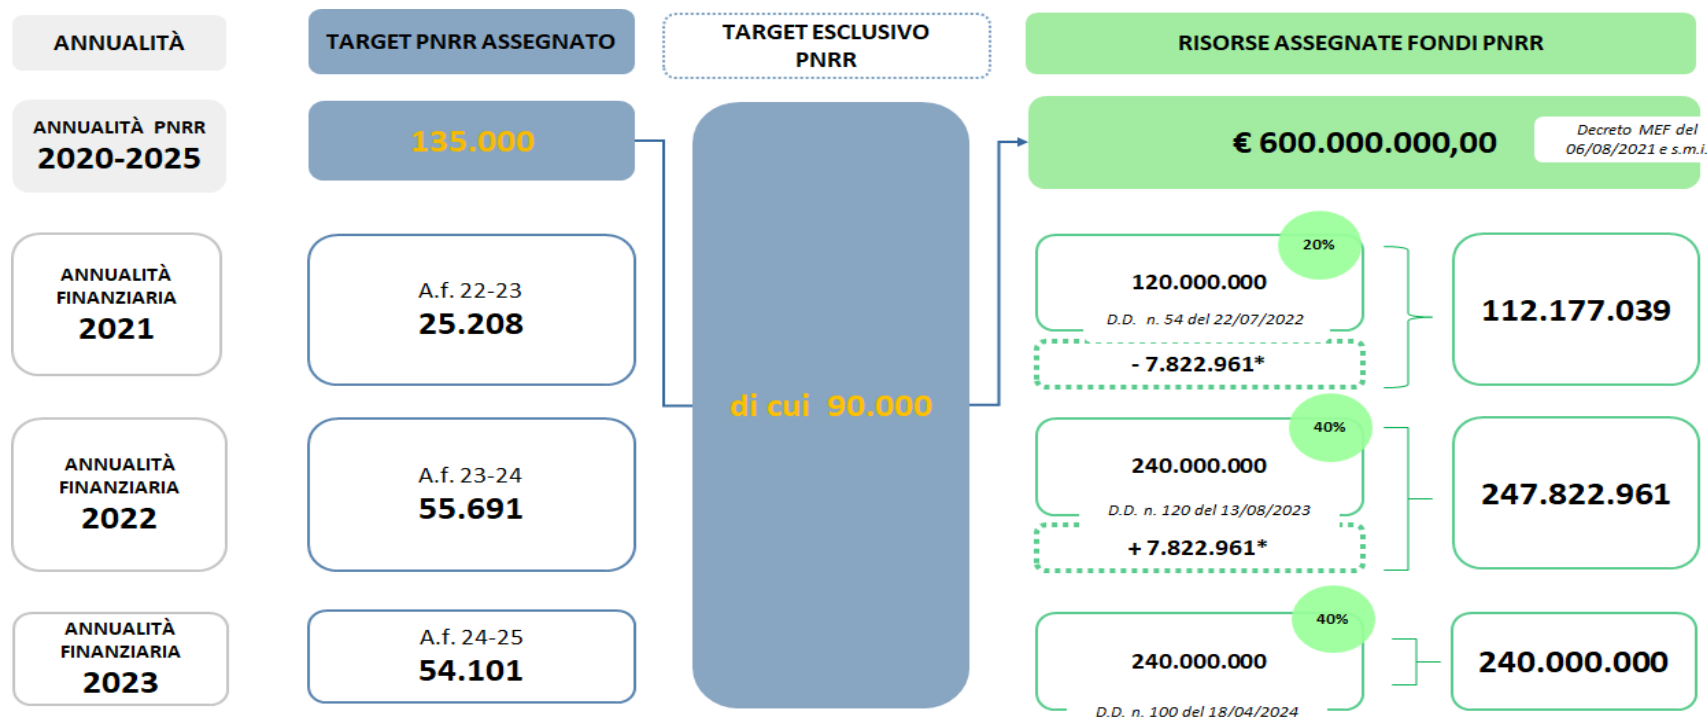 ANNUALITÀ
TARGET PNRR ASSEGNATO
TARGET ESCLUSIVO
PNRR
RISORSE ASSEGNATE FONDI PNRR
ANNUALITÀ PNRR
2020-2025
135.000
€ 600.000.000,00
Decreto MEF del
06/08/2021 e s.m.i.
ANNUALITÀ
FINANZIARIA
2021
A.f. 22-23
25.208
20%
120.000.000
D.D. n. 54 del 22/07/2022
- 7.822.961*
112.177.039
di cui 90.000
ANNUALITÀ
FINANZIARIA
2022
A.f. 23-24
55.691
40%
240.000.000
D.D. n. 120 del 13/08/2023
+ 7.822.961*
247.822.961
ANNUALITÀ
FINANZIARIA
2023
A.f. 24-25
54.101
40%
240.000.000
D.D. n. 100 del 18/04/2024
240.000.000